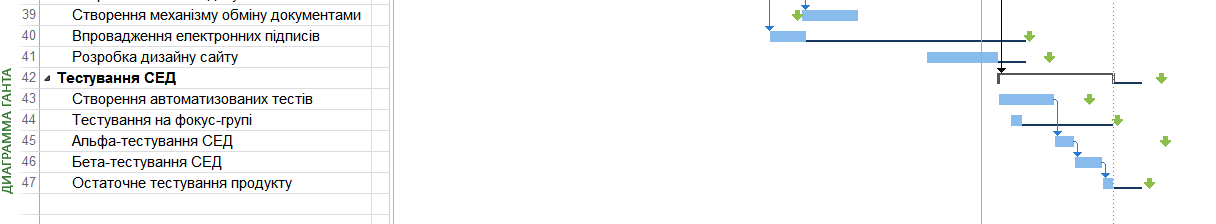 39 Створення механізму обміну документами
40 Впровадження електронних підписів
41 Розробка дизайну сайту
42 Тестування СЕД
43 Створення автоматизованих тестів
44 Тестування на фокус-групі
45 Альфа-тестування СЕД
46 Бета-тестування СЕД
47 Остаточне тестування продукту
ДИАГРАММА ГАНТА